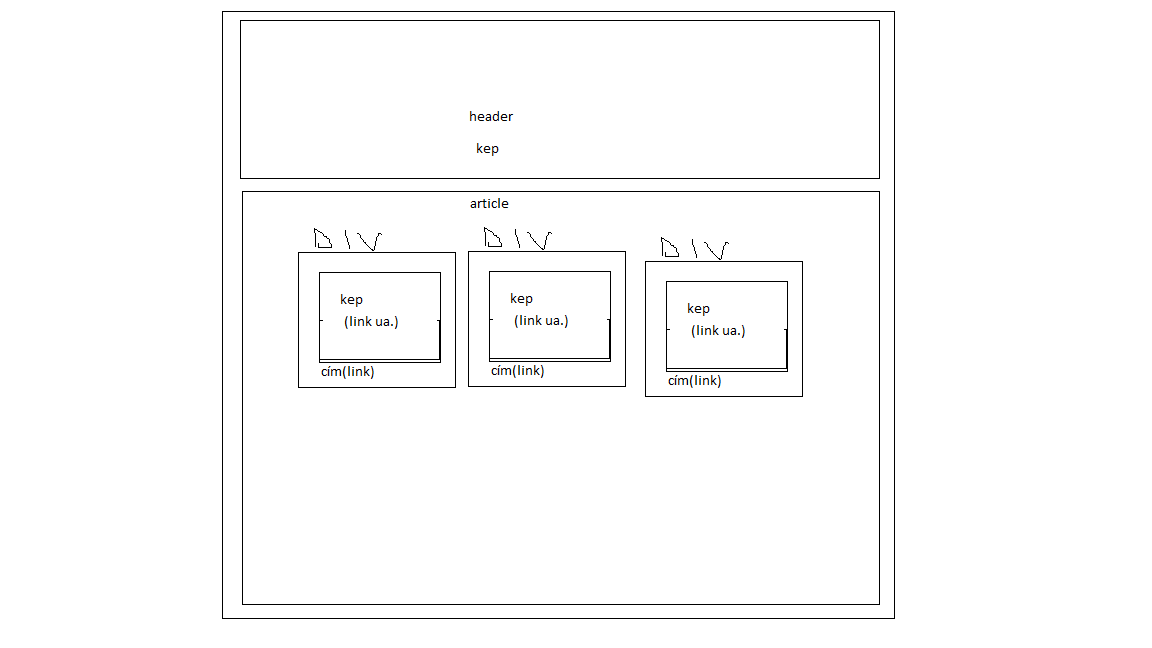 header
kep
article
DIV DIV DIV
kep
(link ua.)
cím(link)
kep
(link ua.)
cím(link)
kep
(link ua.)
cím(link)